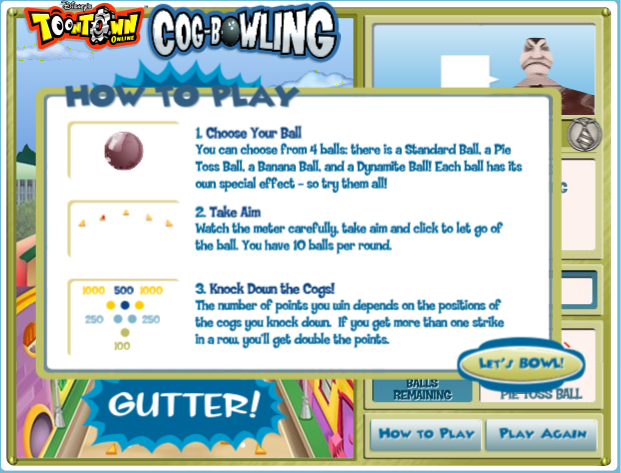 Disney's
TOONTOWN
ONLINE
COG-BOWLING
HOW TO PLAY
1. Choose Your Ball
You can choose from 4 balls: there is a Standard Ball, a Pie
Toss Ball, a Banana Ball, and a Dynamite Ball! Each ball has its
own special effect - so try them all!
2. Take Aim
Watch the meter carefully, take aim and click to let go of
the ball. You have 10 balls per round.
1000 500 1000
250 250
100
3. Knock Down the Cogs!
The number of points you win depends on the positions of
the cogs you knock down. If you get more than one strike
in a row, you'll get double the points.
LET'S BOWL!
GUTTER!
BALLS
REMAINING
PIE TOSS BALL
HOW TO PLAY
PLAY AGAIN